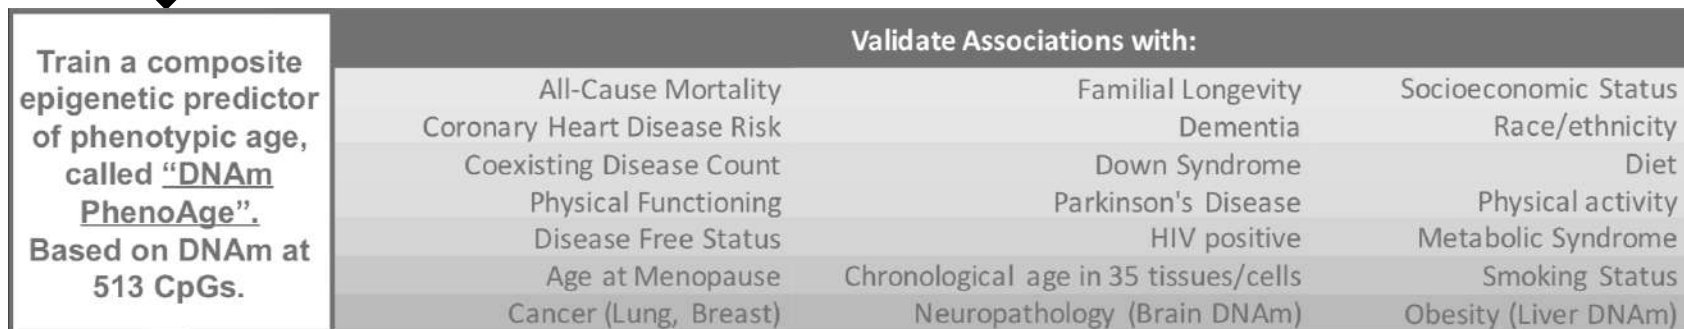 Train a composite
epigenetic predictor
of phenotypic age,
called “DNAm
PhenoAge”.
Based on DNAm at
513 CpGs.
Validate Associations with:
All-Cause Mortality Familial Longevity Socioeconomic Status
Coronary Heart Disease Risk Dementia Race/ethnicity
Coexisting Disease Count Down Syndrome Diet
Physical Functioning Parkinson's Disease Physical activity
Disease Free Status HIV positive Metabolic Syndrome
Age at Menopause Chronological age in 35 tissues/cells Smoking Status
Cancer (Lung, Breast) Neuropathology (Brain DNAm) Obesity (Liver DNAm)